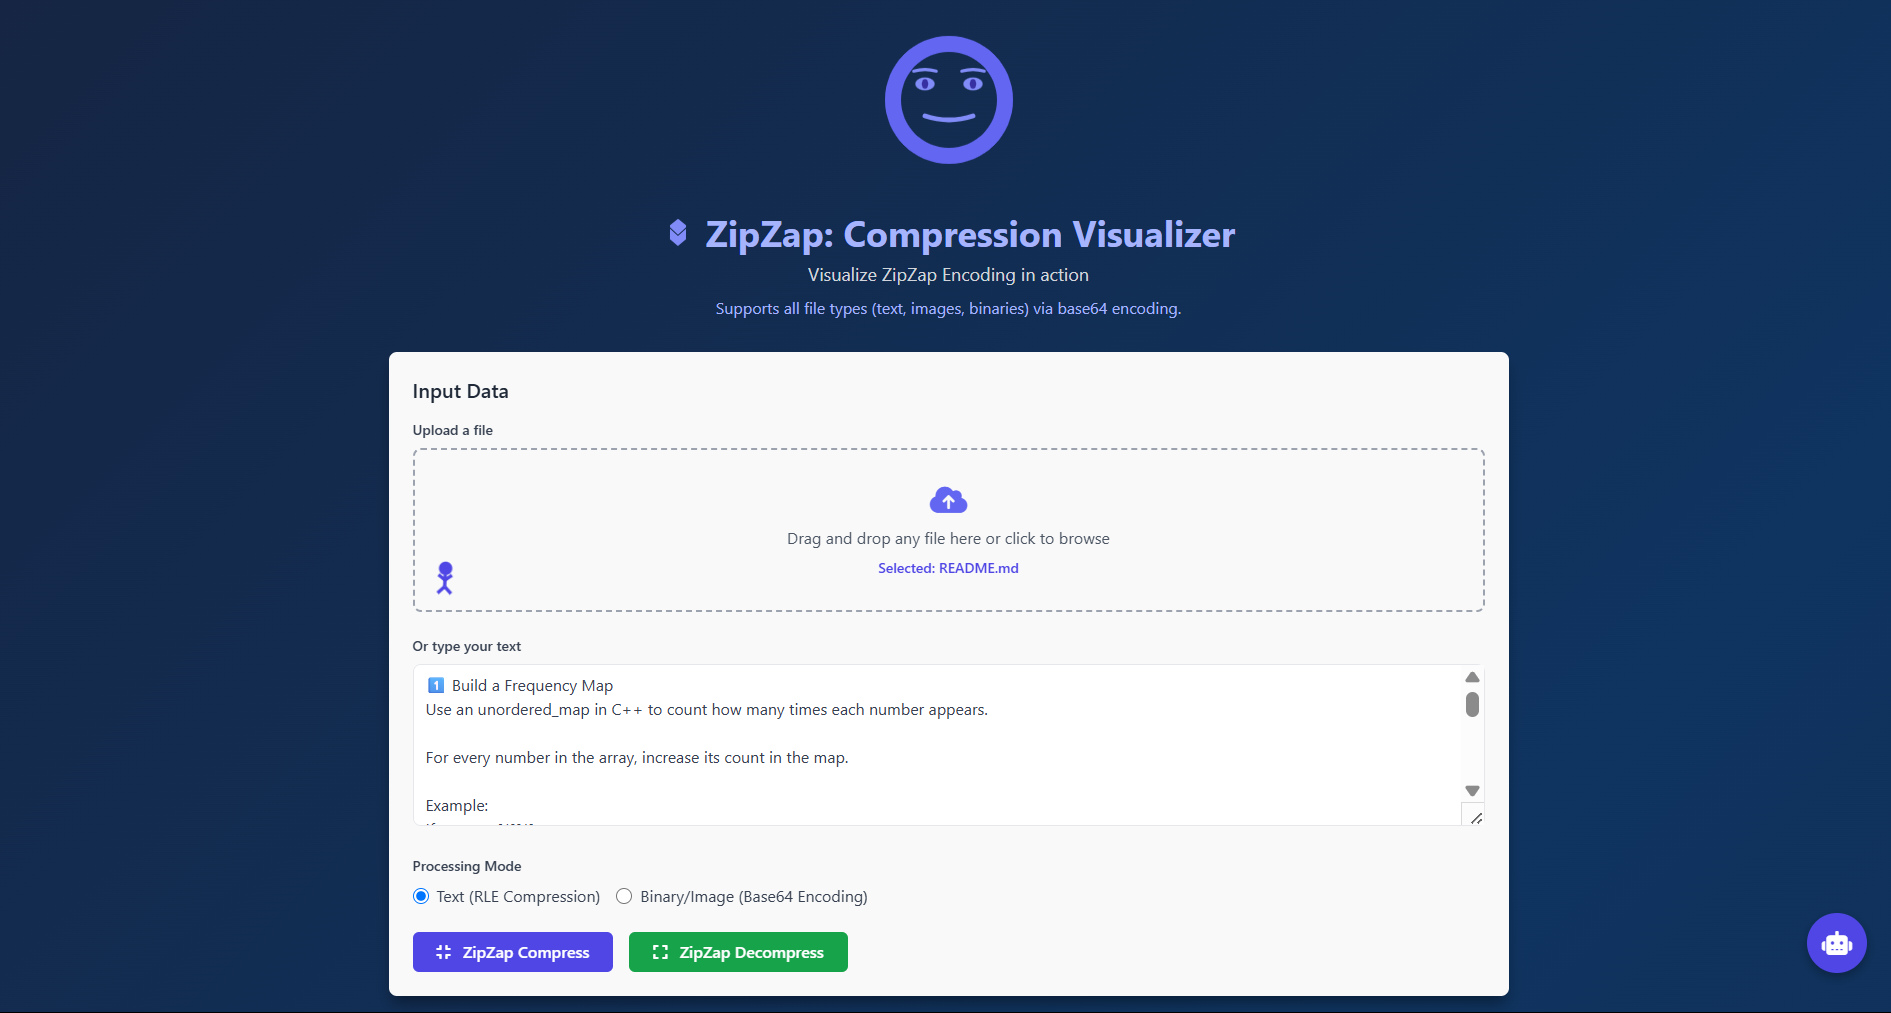 ZipZap: Compression Visualizer
Visualize ZipZap Encoding in action
Supports all file types (text, images, binaries) via base64 encoding.
Input Data
Upload a file
Drag and drop any file here or click to browse
Selected: README.md
Or type your text
1️⃣ Build a Frequency Map
Use an unordered_map in C++ to count how many times each number appears.
For every number in the array, increase its count in the map.
Example:
Processing Mode
Text (RLE Compression) Binary/Image (Base64 Encoding)
ZipZap Compress ZipZap Decompress